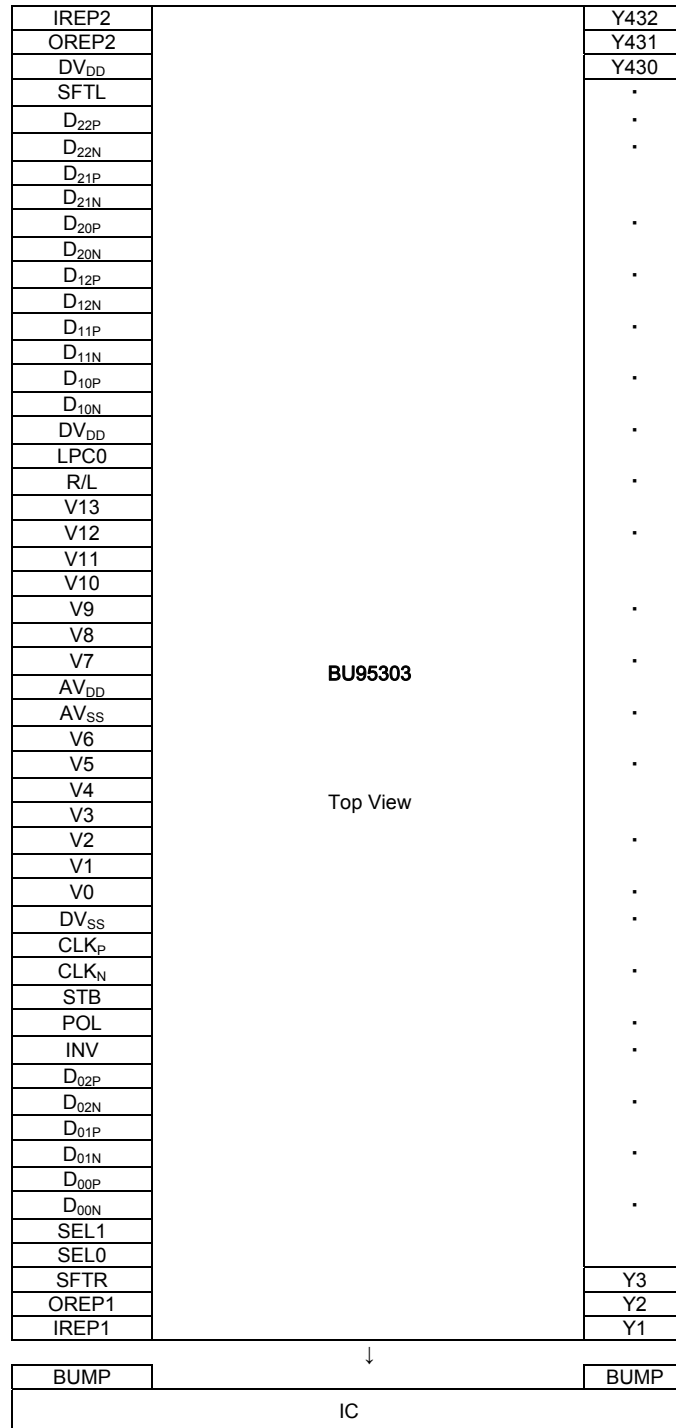 IREP2 Y432
OREP2 Y431
DVDD Y430
SFTL ・
D22P ・
D22N ・
D21P
D21N
D20P ・
D20N
D12P ・
D12N
D11P ・
D11N
D10P ・
D10N
DVDD ・
LPC0
R/L ・
V13
V12 ・
V11
V10
V9 ・
V8
V7 ・
BU95303
AVDD
AVSS ・
V6
V5 ・
V4
Top View
V3
V2 ・
V1
V0 ・
DVSS ・
CLKP
CLKN ・
STB
POL ・
INV ・
D02P
D02N ・
D01P
D01N ・
D00P
D00N ・
SEL1
SEL0
SFTR Y3
OREP1 Y2
IREP1 Y1
↓
BUMP BUMP
IC